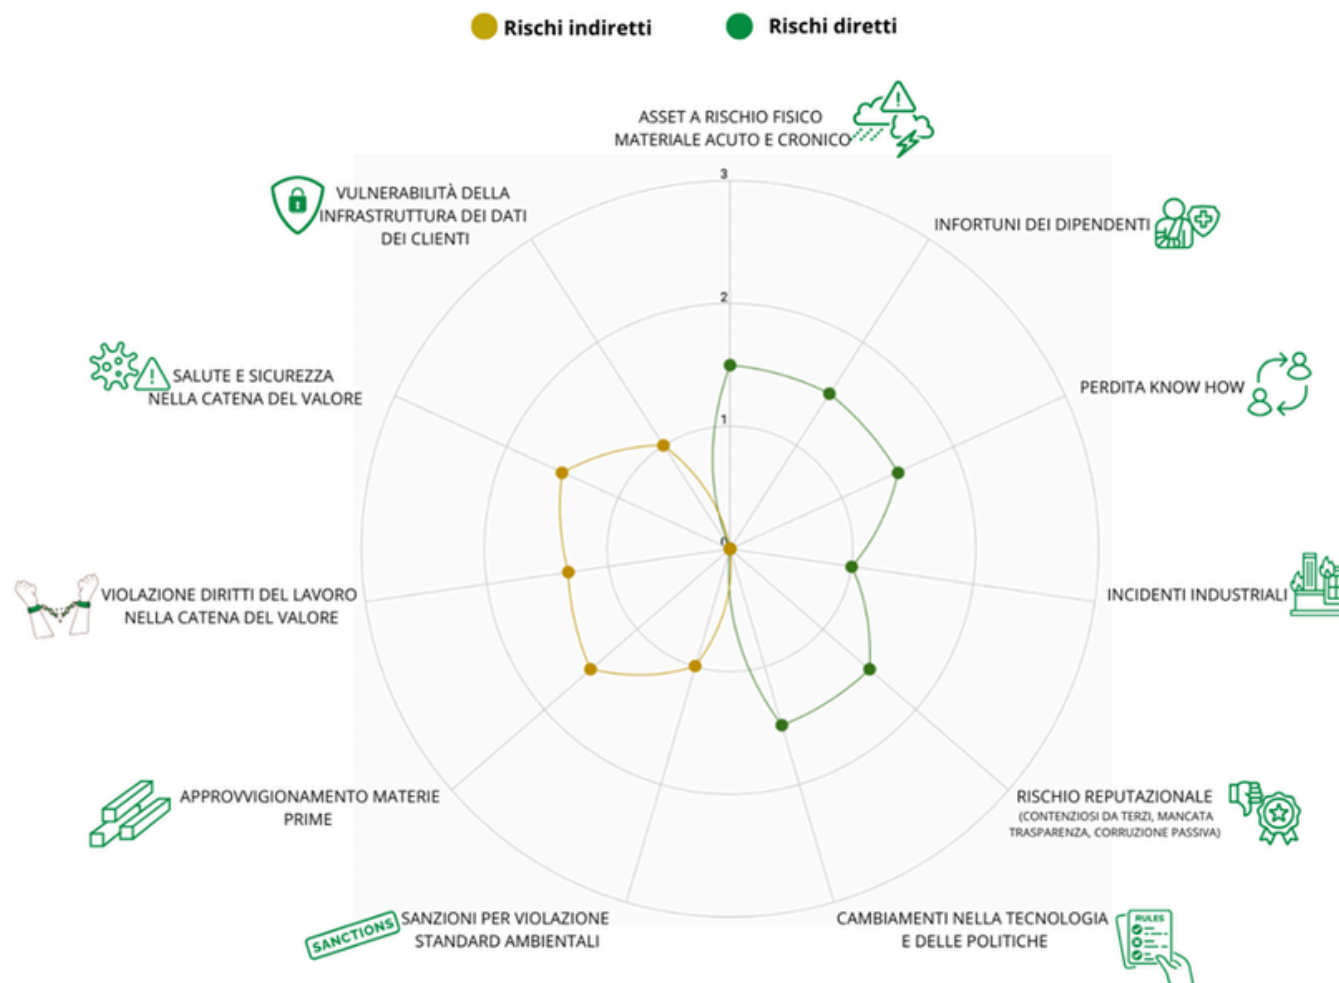 Rischi indiretti
Rischi diretti
ASSET A RISCHIO FISICO
MATERIALE ACUTO E CRONICO
VULNERABILITÀ DELLA
INFRASTRUTTURA DEI DATI
DEI CLIENTI
INFORTUNI DEI DIPENDENTI
SALUTE E SICUREZZA
NELLA CATENA DEL VALORE
PERDITA KNOW HOW
3
2
1
0
VIOLAZIONE DIRITTI DEL LAVORO
NELLA CATENA DEL VALORE
INCIDENTI INDUSTRIALI
APPROVVIGIONAMENTO MATERIE
PRIME
RISCHIO REPUTAZIONALE
(CONTENZIOSI DA TERZI, MANCATA
TRASPARENZA, CORRUZIONE PASSIVA)
SANCTIONS
SANZIONI PER VIOLAZIONE
STANDARD AMBIENTALI
CAMBIAMENTI NELLA TECNOLOGIA
E DELLE POLITICHE
RULES